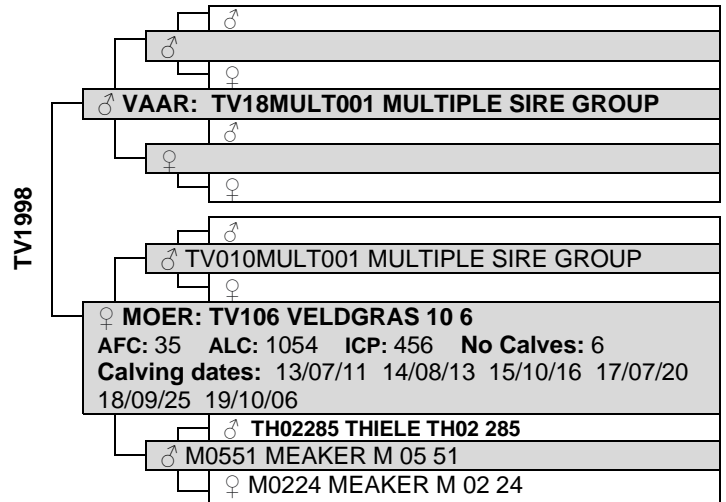 ♂
♂
♀
♂ VAAR: TV18MULT001 MULTIPLE SIRE GROUP
♂
♀
♀
TV1998
♂
♂ TV010MULT001 MULTIPLE SIRE GROUP
♀
♀ MOER: TV106 VELDGRAS 10 6
AFC: 35 ALC: 1054 ICP: 456 No Calves: 6
Calving dates: 13/07/11 14/08/13 15/10/16 17/07/20
18/09/25 19/10/06
♂ TH02285 THIELE TH02 285
♂ M0551 MEAKER M 05 51
♀ M0224 MEAKER M 02 24